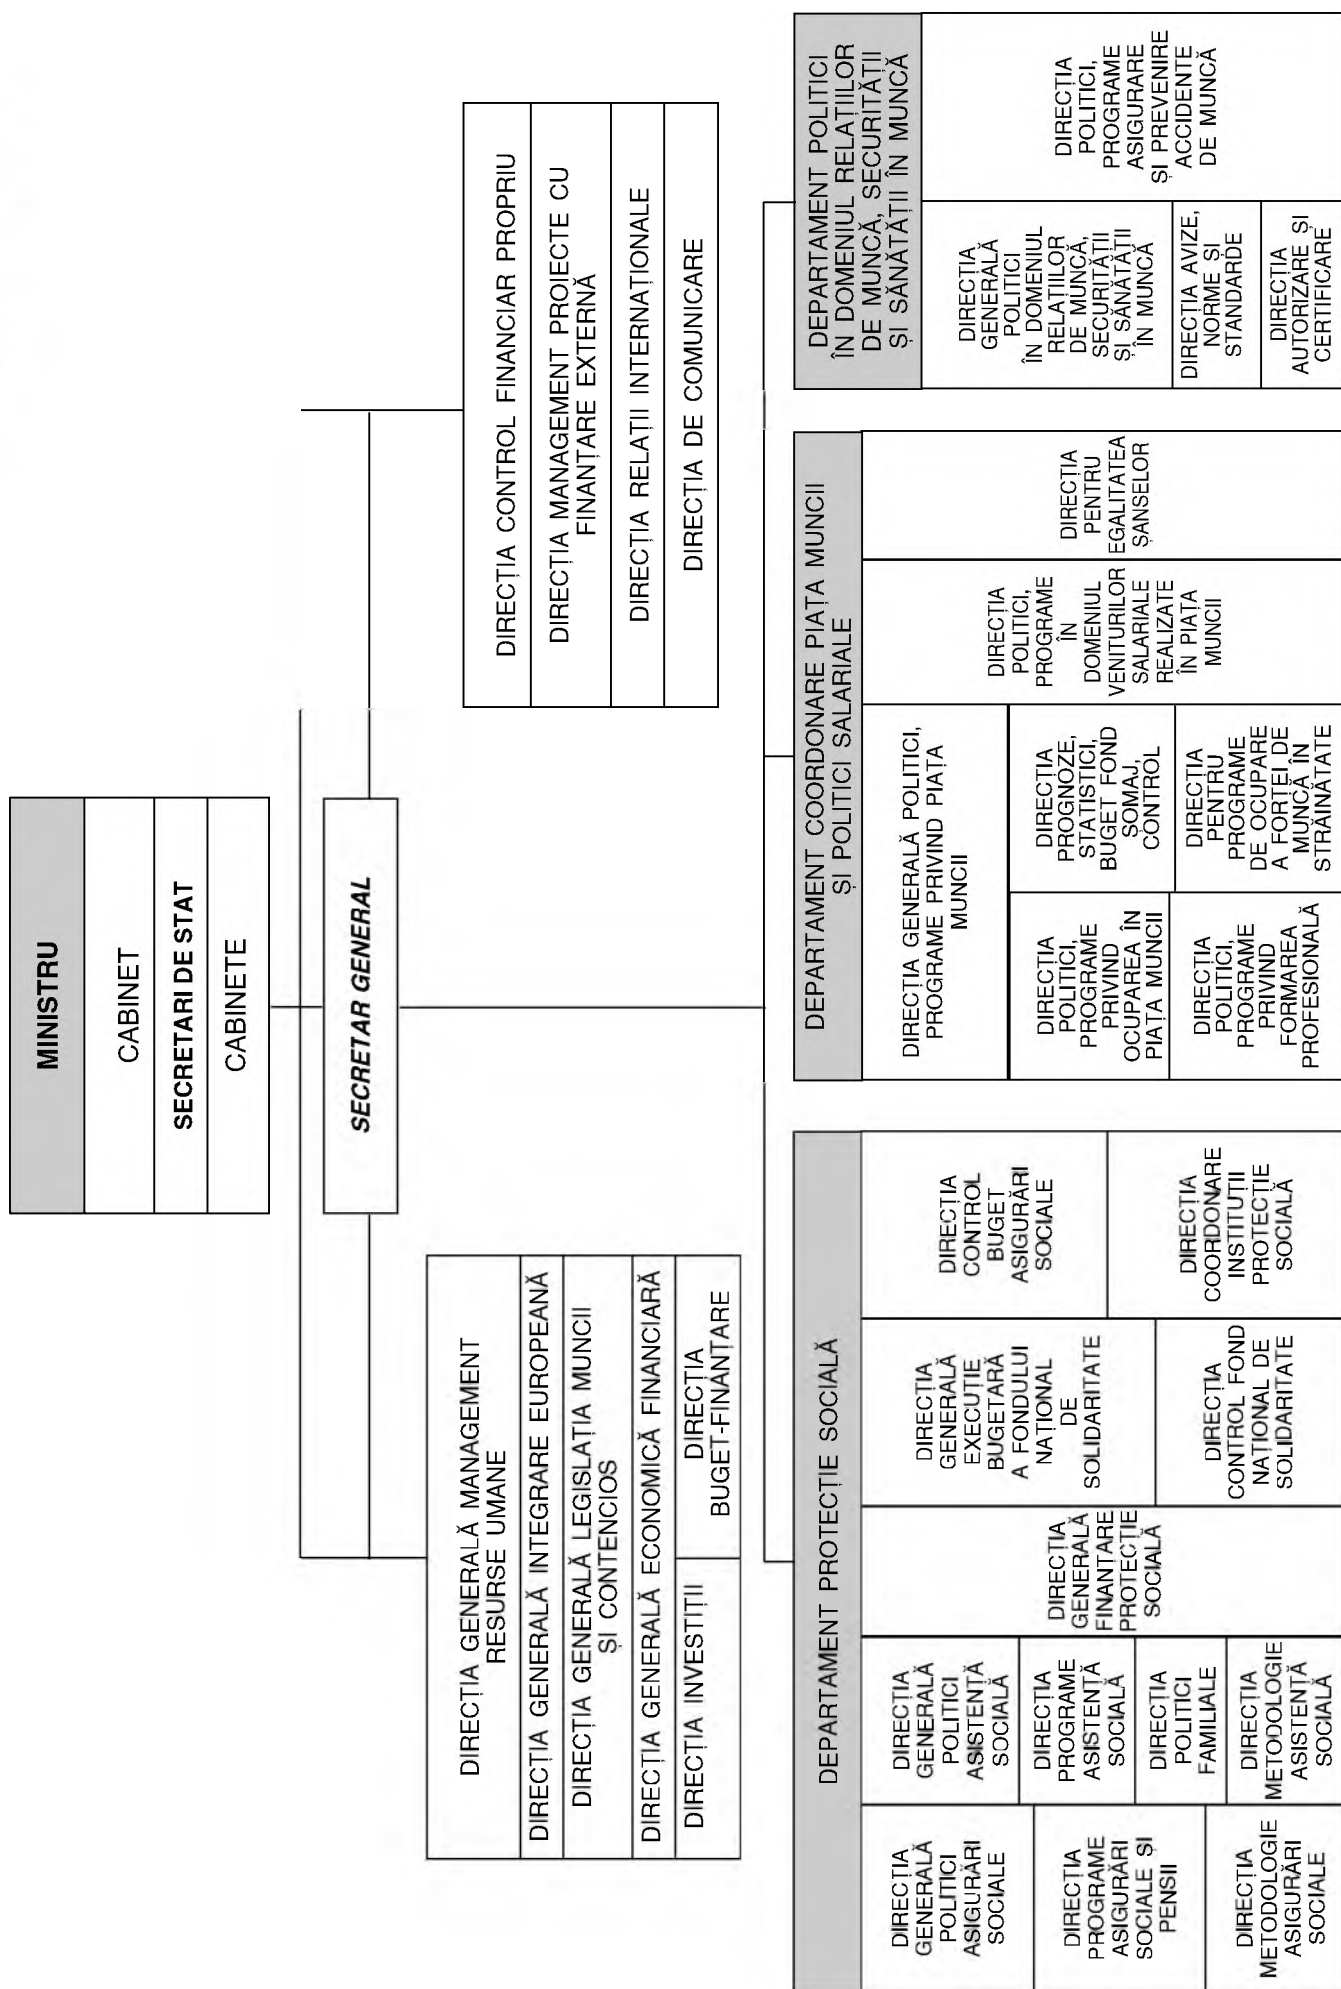 MINISTRU
CABINET
SECRETARI DE STAT
CABINETE
SECRETAR GENERAL
DIRECȚIA GENERALĂ MANAGEMENT
RESURSE UMANE
DIRECȚIA GENERALĂ INTEGRARE EUROPEANĂ
DIRECȚIA GENERALĂ LEGISLAȚIA MUNCII
ȘI CONTENCIOS
DIRECȚIA GENERALĂ ECONOMICĂ FINANCIARĂ
DIRECȚIA INVESTIȚII
DIRECȚIA
BUGET-FINANȚARE
DIRECȚIA CONTROL FINANCIAR PROPRIU
DIRECȚIA MANAGEMENT PROIECTE CU
FINANȚARE EXTERNĂ
DIRECȚIA RELAȚII INTERNAȚIONALE
DIRECȚIA DE COMUNICARE
DEPARTAMENT PROTECȚIE SOCIALĂ
DIRECȚIA
GENERALĂ
POLITICI
ASIGURĂRI
SOCIALE
DIRECȚIA
PROGRAME
ASIGURĂRI
SOCIALE ȘI
PENSII
DIRECȚIA
METODOLOGIE
ASIGURĂRI
SOCIALE
DIRECȚIA
GENERALĂ
POLITICI
ASISTENȚĂ
SOCIALĂ
DIRECȚIA
PROGRAME
ASISTENȚĂ
SOCIALĂ
DIRECȚIA
POLITICI
FAMILIALE
DIRECȚIA
METODOLOGIE
ASISTENȚĂ
SOCIALĂ
DIRECȚIA
GENERALĂ
FINANȚARE
PROTECȚIE
SOCIALĂ
DIRECȚIA
GENERALĂ
EXECUȚIE
BUGETARĂ
A FONDULUI
NAȚIONAL
DE
SOLIDARITATE
DIRECȚIA
CONTROL FOND
NAȚIONAL DE
SOLIDARITATE
DIRECȚIA
CONTROL
BUGET
ASIGURĂRI
SOCIALE
DIRECȚIA
COORDONARE
INSTITUȚII
PROTECȚIE
SOCIALĂ
DEPARTAMENT COORDONARE PIAȚA MUNCII
ȘI POLITICI SALARIALE
DIRECȚIA GENERALĂ POLITICI,
PROGRAME PRIVIND PIAȚA
MUNCII
DIRECȚIA
POLITICI,
PROGRAME
PRIVIND
OCUPAREA ÎN
PIAȚA MUNCII
DIRECȚIA
PROGNOZE,
STATISTICI,
BUGET FOND
ȘOMAJ,
CONTROL
DIRECȚIA
POLITICI,
PROGRAME
PRIVIND
FORMAREA
PROFESIONALĂ
DIRECȚIA
PENTRU
PROGRAME
DE OCUPARE
A FORȚEI DE
MUNCĂ ÎN
STRĂINĂTATE
DIRECȚIA
POLITICI,
PROGRAME
ÎN
DOMENIUL
VENITURILOR
SALARIALE
REALIZATE
ÎN PIAȚA
MUNCII
DIRECȚIA
PENTRU
EGALITATEA
ȘANSELOR
DEPARTAMENT POLITICI
ÎN DOMENIUL RELAȚIILOR
DE MUNCĂ, SECURITĂȚII
ȘI SĂNĂTĂȚII ÎN MUNCĂ
DIRECȚIA
GENERALĂ
POLITICI
ÎN DOMENIUL
RELAȚIILOR
DE MUNCĂ,
SECURITĂȚII
ȘI SĂNĂTĂȚII
ÎN MUNCĂ
DIRECȚIA AVIZE,
NORME ȘI
STANDARDE
DIRECȚIA
AUTORIZARE ȘI
CERTIFICARE
DIRECȚIA
POLITICI,
PROGRAME
ASIGURARE
ȘI PREVENIRE
ACCIDENTE
DE MUNCĂ